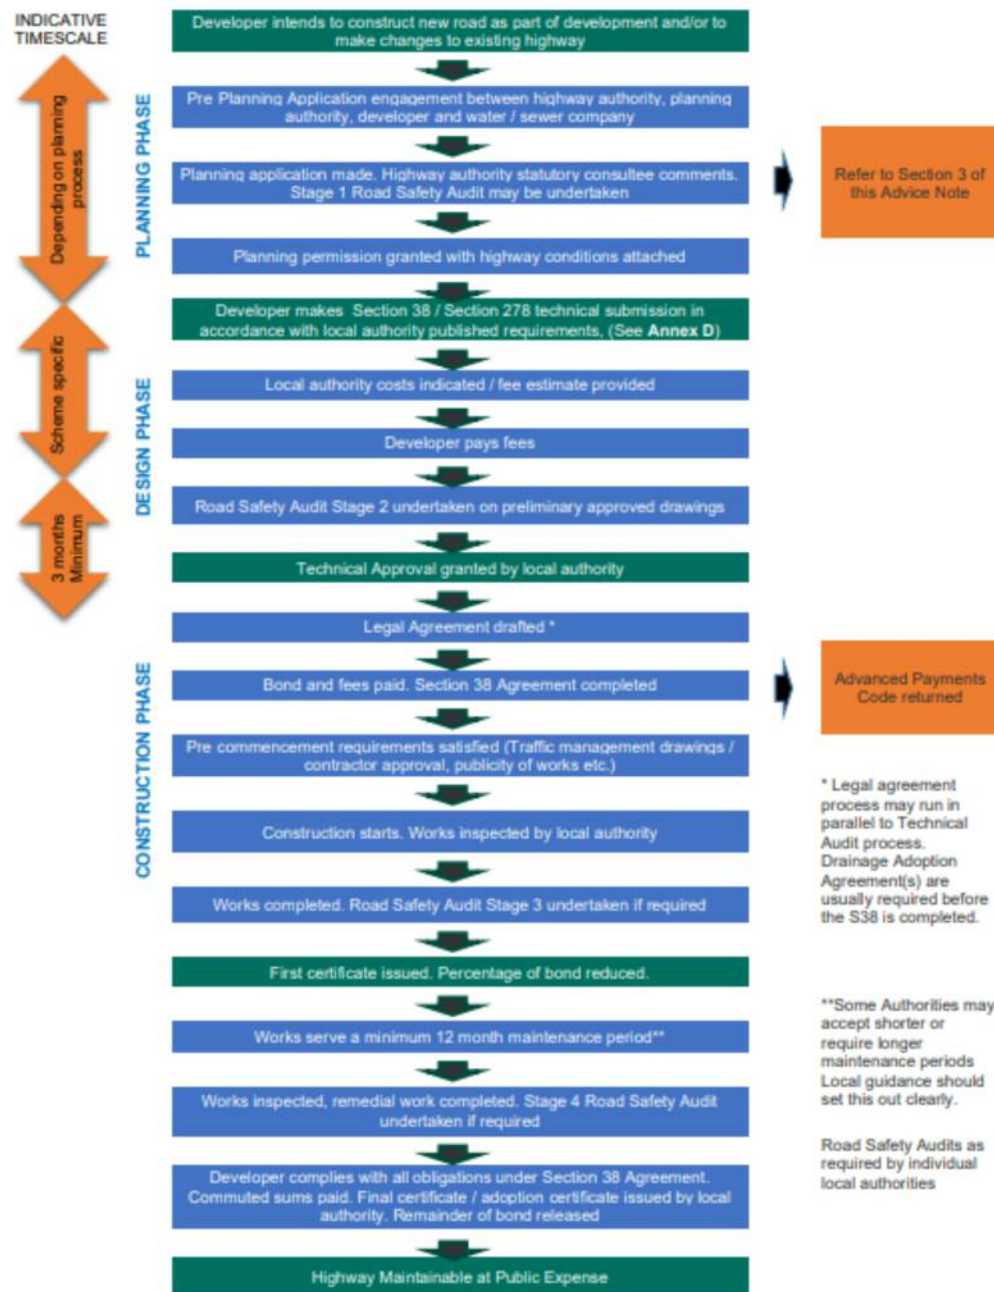 INDICATIVE
TIMESCALE
Developer intends to construct new road as part of development and/or to
make changes to existing highway
Depending on planning
process
PLANNING PHASE
Pre Planning Application engagement between highway authority, planning
authority, developer and water / sewer company
Planning application made. Highway authority statutory consultee comments.
Stage 1 Road Safety Audit may be undertaken
Refer to Section 3 of
this Advice Note
Planning permission granted with highway conditions attached
Developer makes Section 38 / Section 278 technical submission in
accordance with local authority published requirements, (See Annex D)
Scheme specific
DESIGN PHASE
Local authority costs indicated / fee estimate provided
Developer pays fees
Road Safety Audit Stage 2 undertaken on preliminary approved drawings
3 months
Minimum
Technical Approval granted by local authority
Legal Agreement drafted *
CONSTRUCTION PHASE
Bond and fees paid. Section 38 Agreement completed
Advanced Payments
Code returned
Pre commencement requirements satisfied (Traffic management drawings /
contractor approval, publicity of works etc.)
Construction starts. Works inspected by local authority
* Legal agreement
process may run in
parallel to Technical
Audit process.
Drainage Adoption
Agreement(s) are
usually required before
the S38 is completed.
Works completed. Road Safety Audit Stage 3 undertaken if required
First certificate issued. Percentage of bond reduced.
Works serve a minimum 12 month maintenance period**
**Some Authorities may
accept shorter or
require longer
maintenance periods
Local guidance should
set this out clearly.
Works inspected, remedial work completed. Stage 4 Road Safety Audit
undertaken if required
Road Safety Audits as
required by individual
local authorities
Developer complies with all obligations under Section 38 Agreement.
Commuted sums paid. Final certificate / adoption certificate issued by local
authority. Remainder of bond released
Highway Maintainable at Public Expense